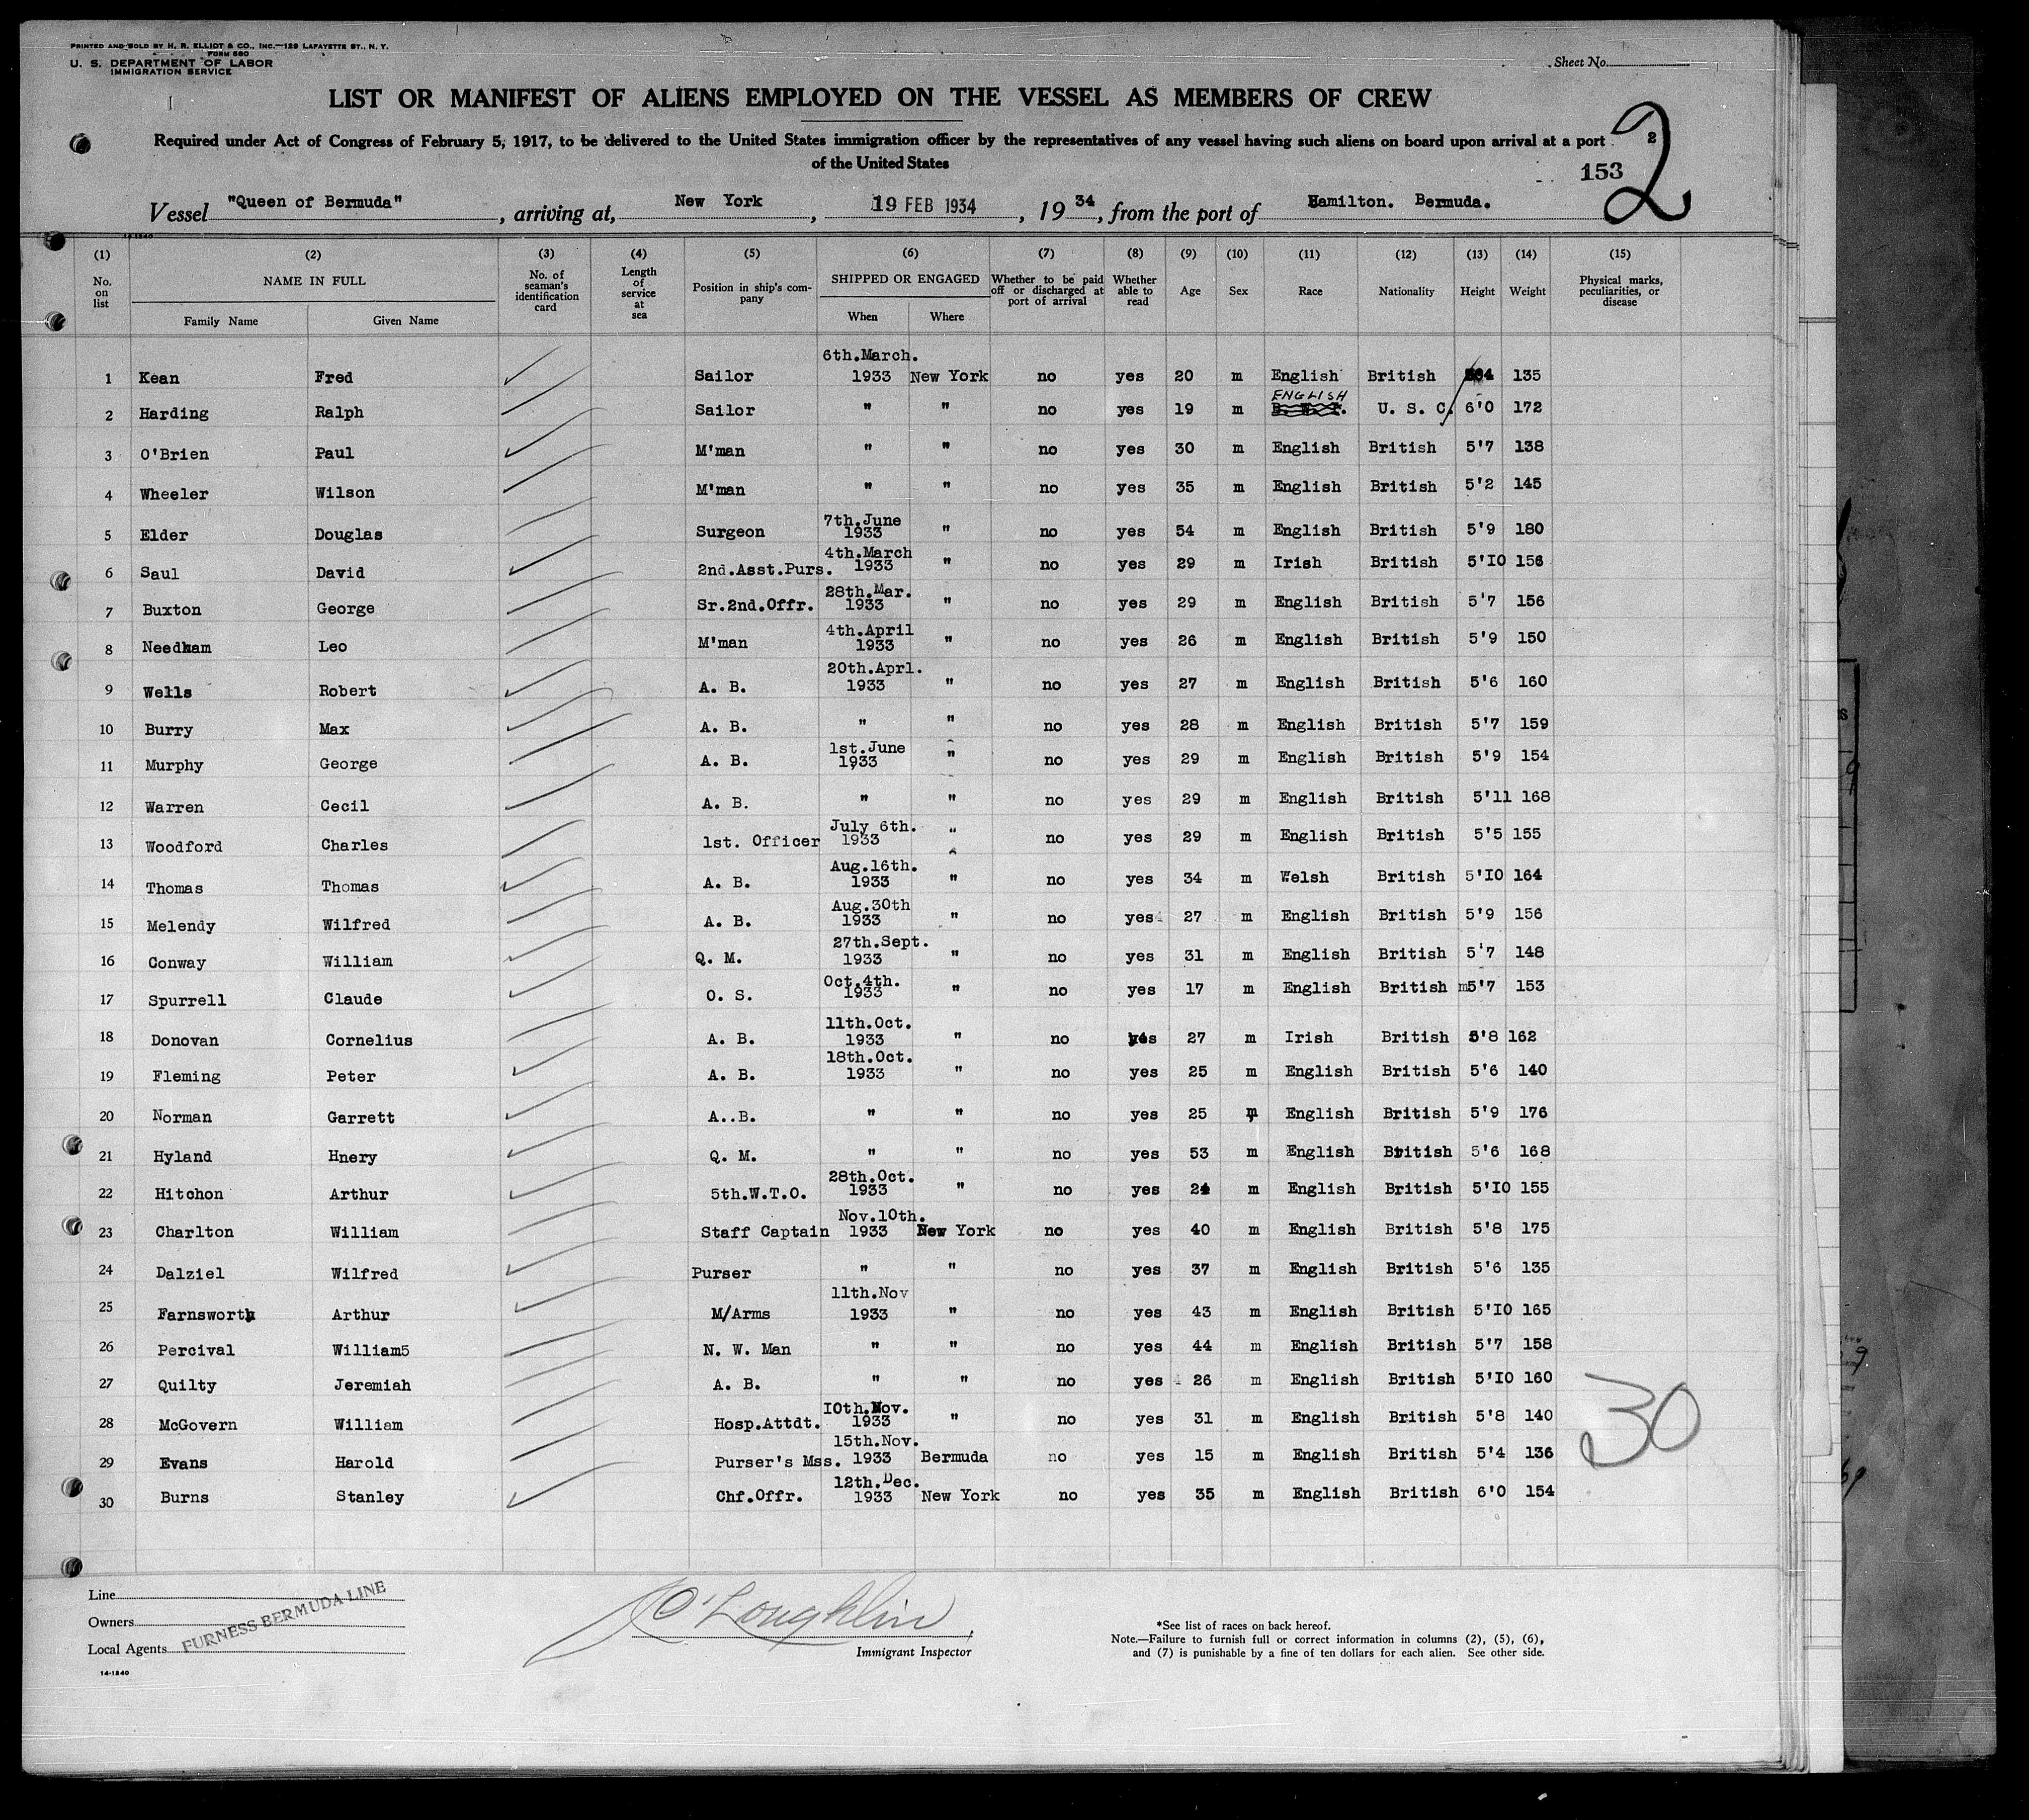 PRINTED AND SOLD BY H. R. ELLIOT & CO., INC.—129 LAFAYETTE ST., N. Y.
FORM 680
U. S. DEPARTMENT OF LABOR
IMMIGRATION SERVICE
Sheet No.
LIST OR MANIFEST OF ALIENS EMPLOYED ON THE VESSEL AS MEMBERS OF CREW
Required under Act of Congress of February 5, 1917, to be delivered to the United States immigration officer by the representatives of any vessel having such aliens on board upon arrival at a port 2
of the United States
153 2
Vessel "Queen of Bermuda", arriving at, New York, 19 FEB 1934, 19 34, from the port of Hamilton. Bermuda.
14-1240
(1) (2) (3) (4) (5) (6) (7) (8) (9) (10) (11) (12) (13) (14) (15)
No. on list NAME IN FULL Family Name Given Name No. of seaman's identification card Length of service at sea Position in ship's company SHIPPED OR ENGAGED When Where Whether to be paid off or discharged at port of arrival Whether able to read Age Sex Race Nationality Height Weight Physical marks, peculiarities, or disease
1 Kean Fred Sailor 6th.March. 1933 New York no yes 20 m English British 135
2 Harding Ralph Sailor " " no yes 19 m ENGLISH U. S. C. 6'0 172
3 O'Brien Paul M'man " " no yes 30 m English British 5'7 138
4 Wheeler Wilson M'man " " no yes 35 m English British 5'2 145
5 Elder Douglas Surgeon 7th.June 1933 " no yes 54 m English British 5'9 180
6 Saul David 2nd.Asst.Purs. 4th.March 1933 " no yes 29 m Irish British 5'10 156
7 Buxton George Sr.2nd.Offr. 28th.Mar. 1933 " no yes 29 m English British 5'7 156
8 Needham Leo M'man 4th.April 1933 " no yes 26 m English British 5'9 150
9 Wells Robert A. B. 20th.Aprl. 1933 " no yes 27 m English British 5'6 160
10 Burry Max A. B. " " no yes 28 m English British 5'7 159
11 Murphy George A. B. 1st.June 1933 " no yes 29 m English British 5'9 154
12 Warren Cecil A. B. " " no yes 29 m English British 5'11 168
13 Woodford Charles 1st. Officer July 6th. 1933 " no yes 29 m English British 5'5 155
14 Thomas Thomas A. B. Aug.16th. 1933 " no yes 34 m Welsh British 5'10 164
15 Melendy Wilfred A. B. Aug.30th 1933 " no yes 27 m English British 5'9 156
16 Conway William Q. M. 27th.Sept. 1933 " no yes 31 m English British 5'7 148
17 Spurrell Claude O. S. Oct.4th. 1933 " no yes 17 m English British 5'7 153
18 Donovan Cornelius A. B. 11th.Oct. 1933 " no yes 27 m Irish British 5'8 162
19 Fleming Peter A. B. 18th.Oct. 1933 " no yes 25 m English British 5'6 140
20 Norman Garrett A..B. " " no yes 25 m English British 5'9 176
21 Hyland Hnery Q. M. " " no yes 53 m English British 5'6 168
22 Hitchon Arthur 5th.W.T.O. 28th.Oct. 1933 " no yes 24 m English British 5'10 155
23 Charlton William Staff Captain Nov.10th. 1933 New York no yes 40 m English British 5'8 175
24 Dalziel Wilfred Purser " " no yes 37 m English British 5'6 135
25 Farnsworth Arthur M/Arms 11th.Nov 1933 " no yes 43 m English British 5'10 165
26 Percival William5 N. W. Man " " no yes 44 m English British 5'7 158
27 Quilty Jeremiah A. B. " " no yes 26 m English British 5'10 160
28 McGovern William Hosp.Attdt. 10th.Nov. 1933 " no yes 31 m English British 5'8 140
29 Evans Harold Purser's Mss. 15th.Nov. 1933 Bermuda no yes 15 m English British 5'4 136
30 Burns Stanley Chf.Offr. 12th.Dec. 1933 New York no yes 35 m English British 6'0 154
30
Line
Owners
Local Agents
FURNESS BERMUDA LINE
14-1240
O'Loughlin
Immigrant Inspector
*See list of races on back hereof.
Note.—Failure to furnish full or correct information in columns (2), (5), (6),
and (7) is punishable by a fine of ten dollars for each alien. See other side.